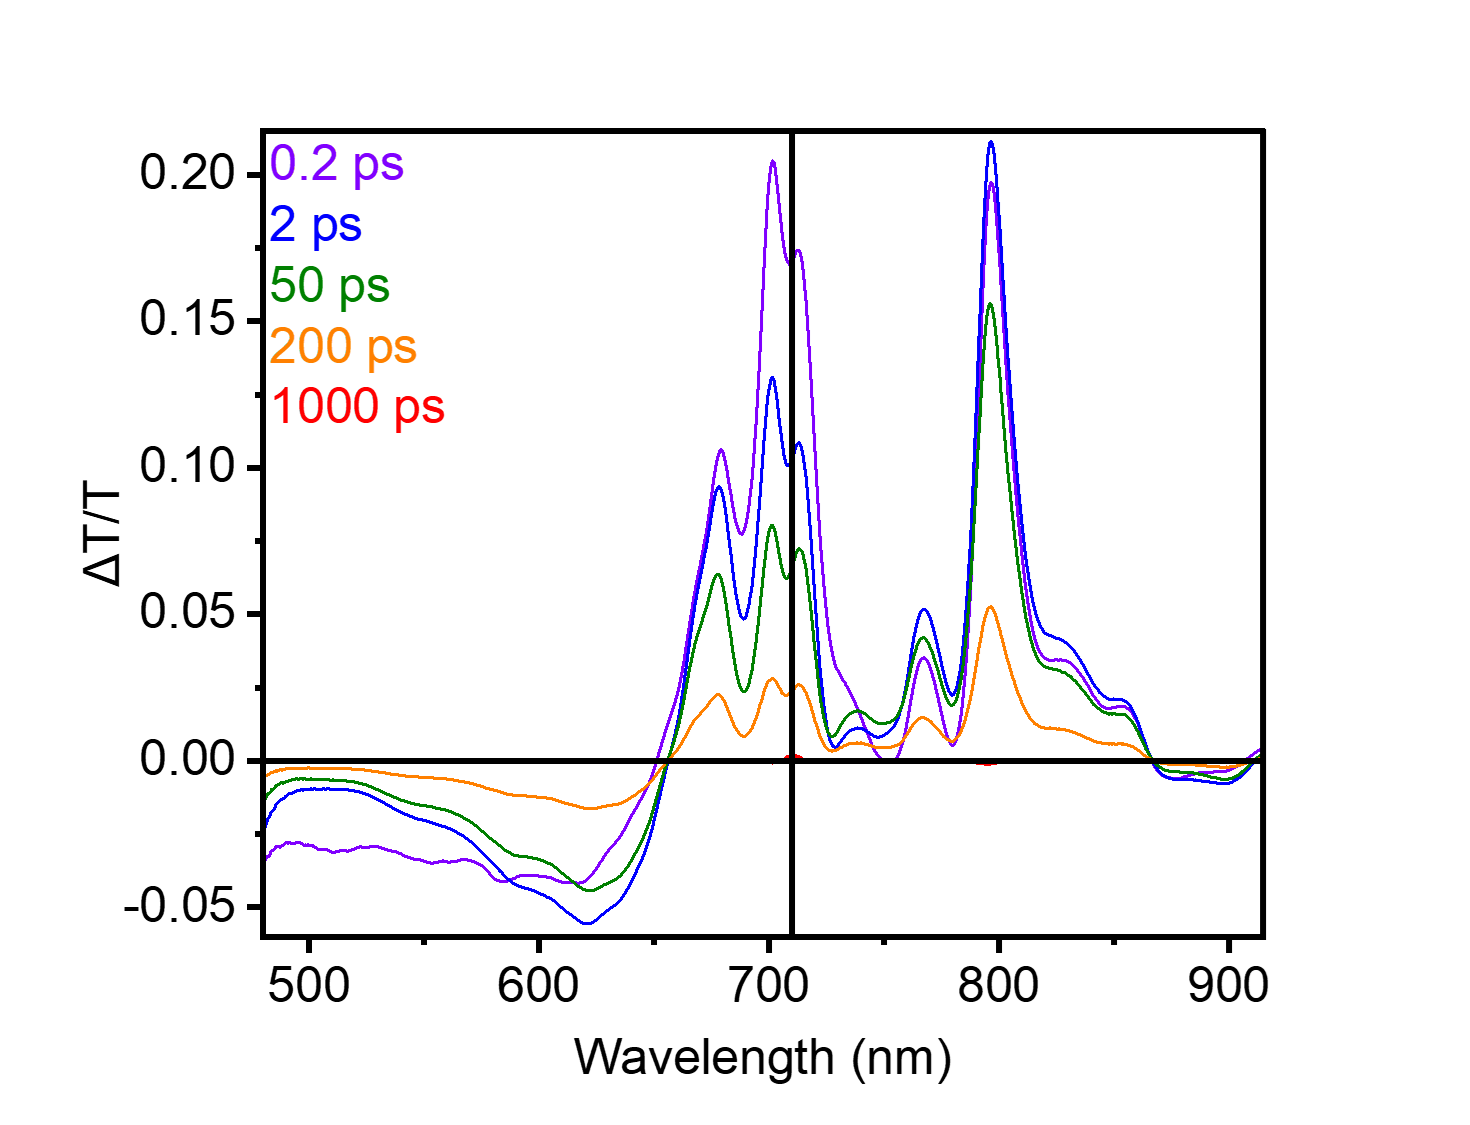 0.2 ps
2 ps
50 ps
200 ps
1000 ps
0.20
0.15
0.10
0.05
0.00
-0.05
ΔT/T
500 600 700 800 900
Wavelength (nm)